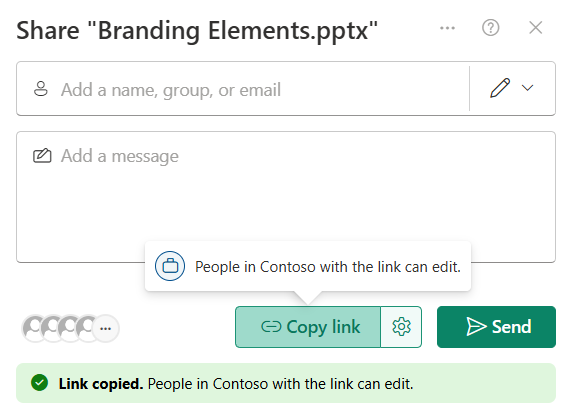 Share "Branding Elements.pptx"
Add a name, group, or email
Add a message
People in Contoso with the link can edit.
Copy link
Send
Link copied. People in Contoso with the link can edit.